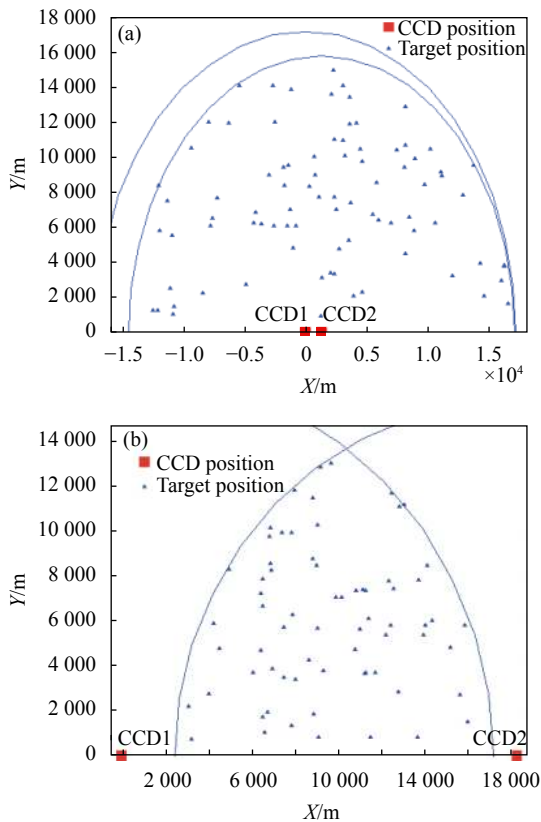 (a)
CCD position
Target position
18 000
16 000
14 000
12 000
10 000
8 000
6 000
4 000
2 000
0
Y/m
CCD1 CCD2
−1.5 −1.0 −0.5 0 0.5 1.0 1.5
×10⁴
X/m
(b)
CCD position
Target position
14 000
12 000
10 000
8 000
6 000
4 000
2 000
0
Y/m
CCD1 CCD2
2 000 6 000 10 000 14 000 18 000
X/m